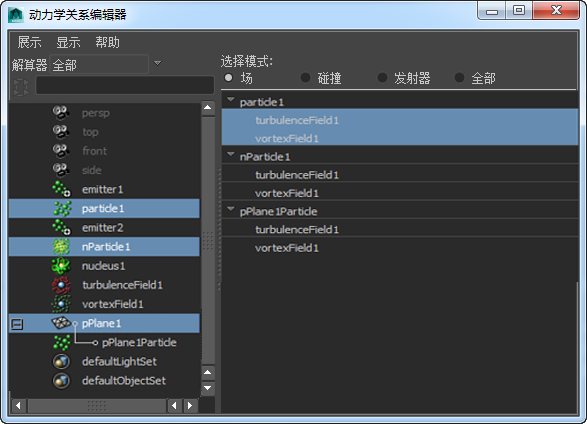 动力学关系编辑器
展示 显示 帮助
解算器 全部
选择模式:
场 碰撞 发射器 全部
persp
top
front
side
emitter1
particle1
emitter2
nParticle1
nucleus1
turbulenceField1
vortexField1
pPlane1
pPlane1Particle
defaultLightSet
defaultObjectSet
particle1
turbulenceField1
vortexField1
nParticle1
turbulenceField1
vortexField1
pPlane1Particle
turbulenceField1
vortexField1